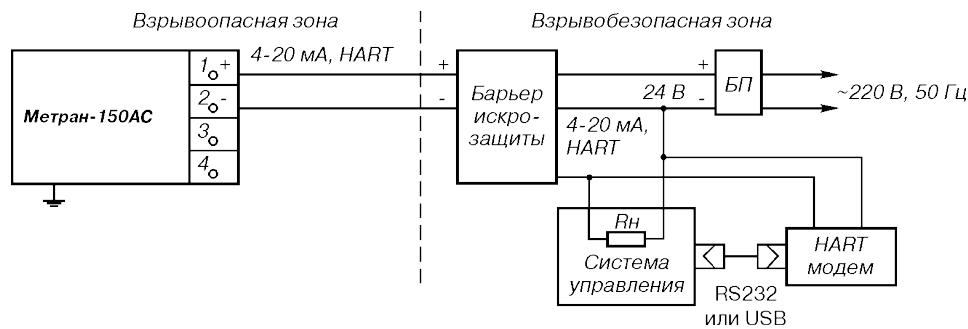 Взрывоопасная зона
Взрывобезопасная зона
4-20 мА, HART
1 +
2 -
3
4
Метран-150АС
+
-
Барьер
искро-
защиты
+
24 В -
БП
~220 В, 50 Гц
4-20 мА,
HART
Rн
Система
управления
HART
модем
RS232
или USB